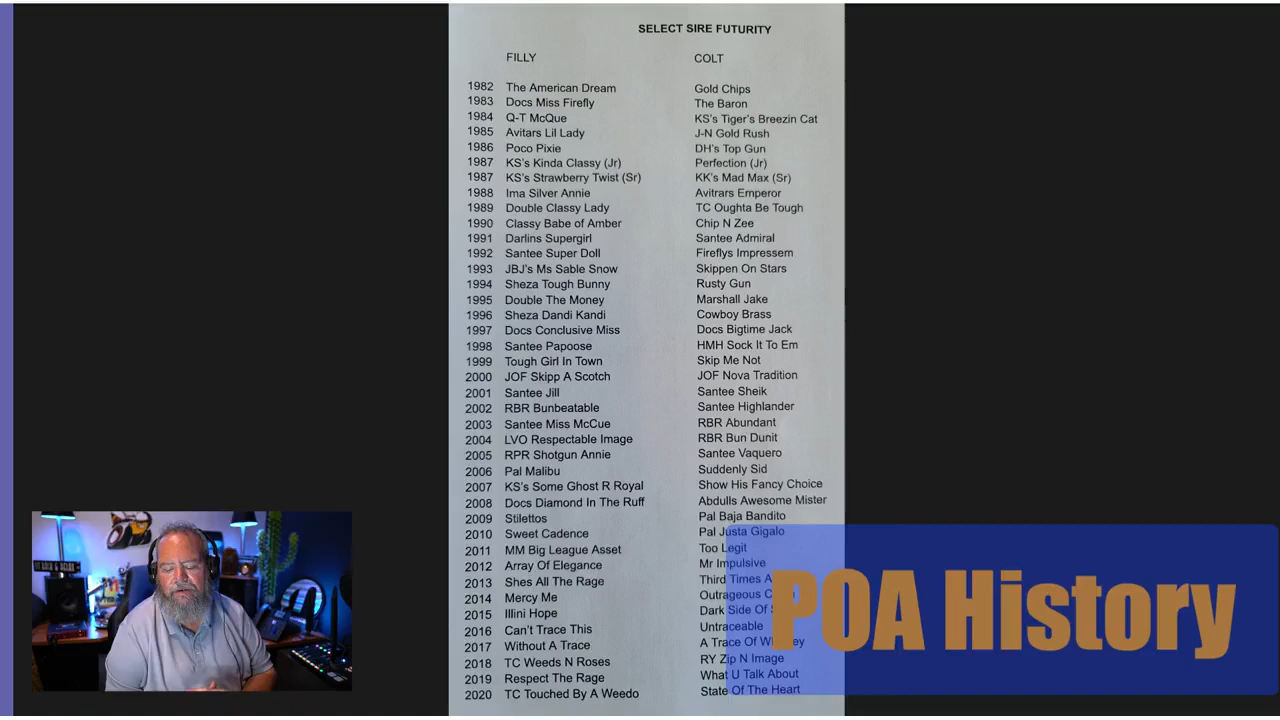 SELECT SIRE FUTURITY
FILLY COLT
1982 The American Dream Gold Chips
1983 Docs Miss Firefly The Baron
1984 Q-T McQue KS's Tiger's Breezin Cat
1985 Avitars Lil Lady J-N Gold Rush
1986 Poco Pixie DH's Top Gun
1987 KS's Kinda Classy (Jr) Perfection (Jr)
1987 KS's Strawberry Twist (Sr) KK's Mad Max (Sr)
1988 Ima Silver Annie Avitrars Emperor
1989 Double Classy Lady TC Oughta Be Tough
1990 Classy Babe of Amber Chip N Zee
1991 Darlins Supergirl Santee Admiral
1992 Santee Super Doll Fireflys Impressem
1993 JBJ's Ms Sable Snow Skippen On Stars
1994 Sheza Tough Bunny Rusty Gun
1995 Double The Money Marshall Jake
1996 Sheza Dandi Kandi Cowboy Brass
1997 Docs Conclusive Miss Docs Bigtime Jack
1998 Santee Papoose HMH Sock It To Em
1999 Tough Girl In Town Skip Me Not
2000 JOF Skipp A Scotch JOF Nova Tradition
2001 Santee Jill Santee Sheik
2002 RBR Bunbeatable Santee Highlander
2003 Santee Miss McCue RBR Abundant
2004 LVO Respectable Image RBR Bun Dunit
2005 RPR Shotgun Annie Santee Vaquero
2006 Pal Malibu Suddenly Sid
2007 KS's Some Ghost R Royal Show His Fancy Choice
2008 Docs Diamond In The Ruff Abdulls Awesome Mister
2009 Stilettos Pal Baja Bandito
2010 Sweet Cadence Pal Justa Gigalo
2011 MM Big League Asset Too Legit
2012 Array Of Elegance Mr Impulsive
2013 Shes All The Rage Third Times
2014 Mercy Me Outrageous
2015 Illini Hope Dark Side Of
2016 Can't Trace This Untraceable
2017 Without A Trace A Trace Of
2018 TC Weeds N Roses RY Zip N Image
2019 Respect The Rage What U Talk About
2020 TC Touched By A Weedo State Of The Heart
POA History